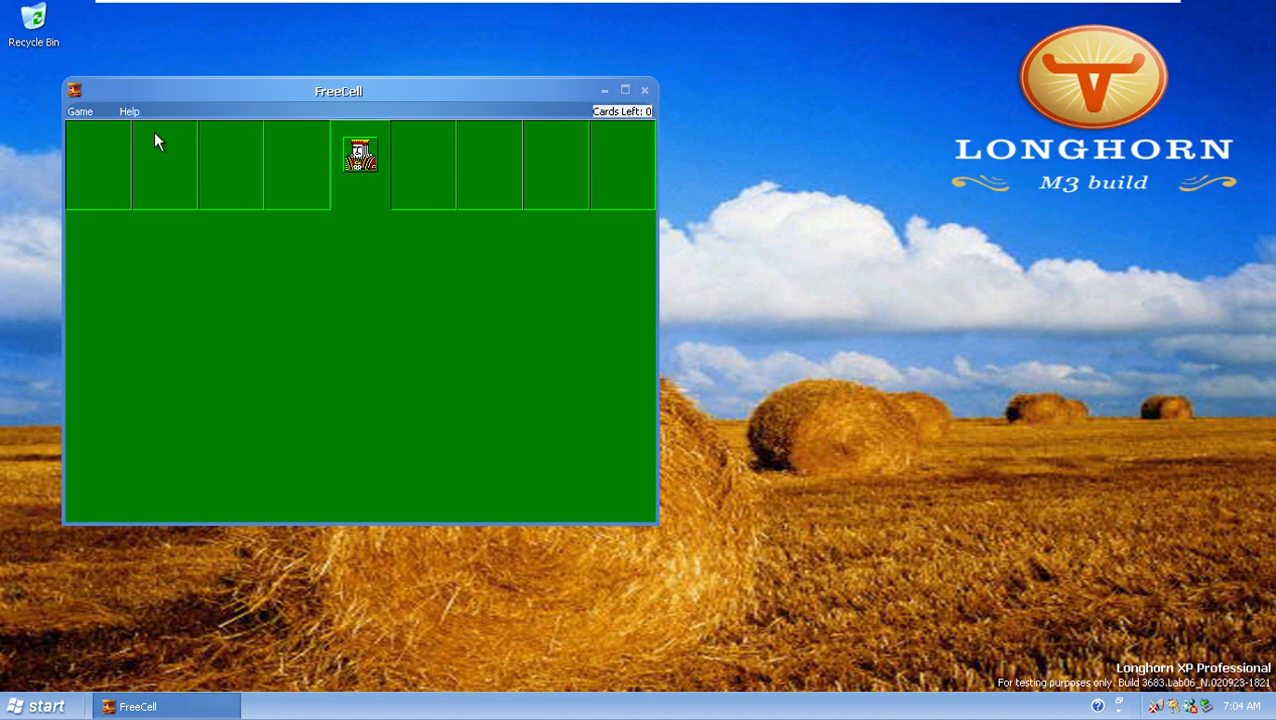 Recycle Bin
LONGHORN
M3 build
FreeCell
Game Help Cards Left: 0
Longhorn XP Professional
For testing purposes only. Build 3683.Lab06_N.020923-1821
start FreeCell 7:04 AM